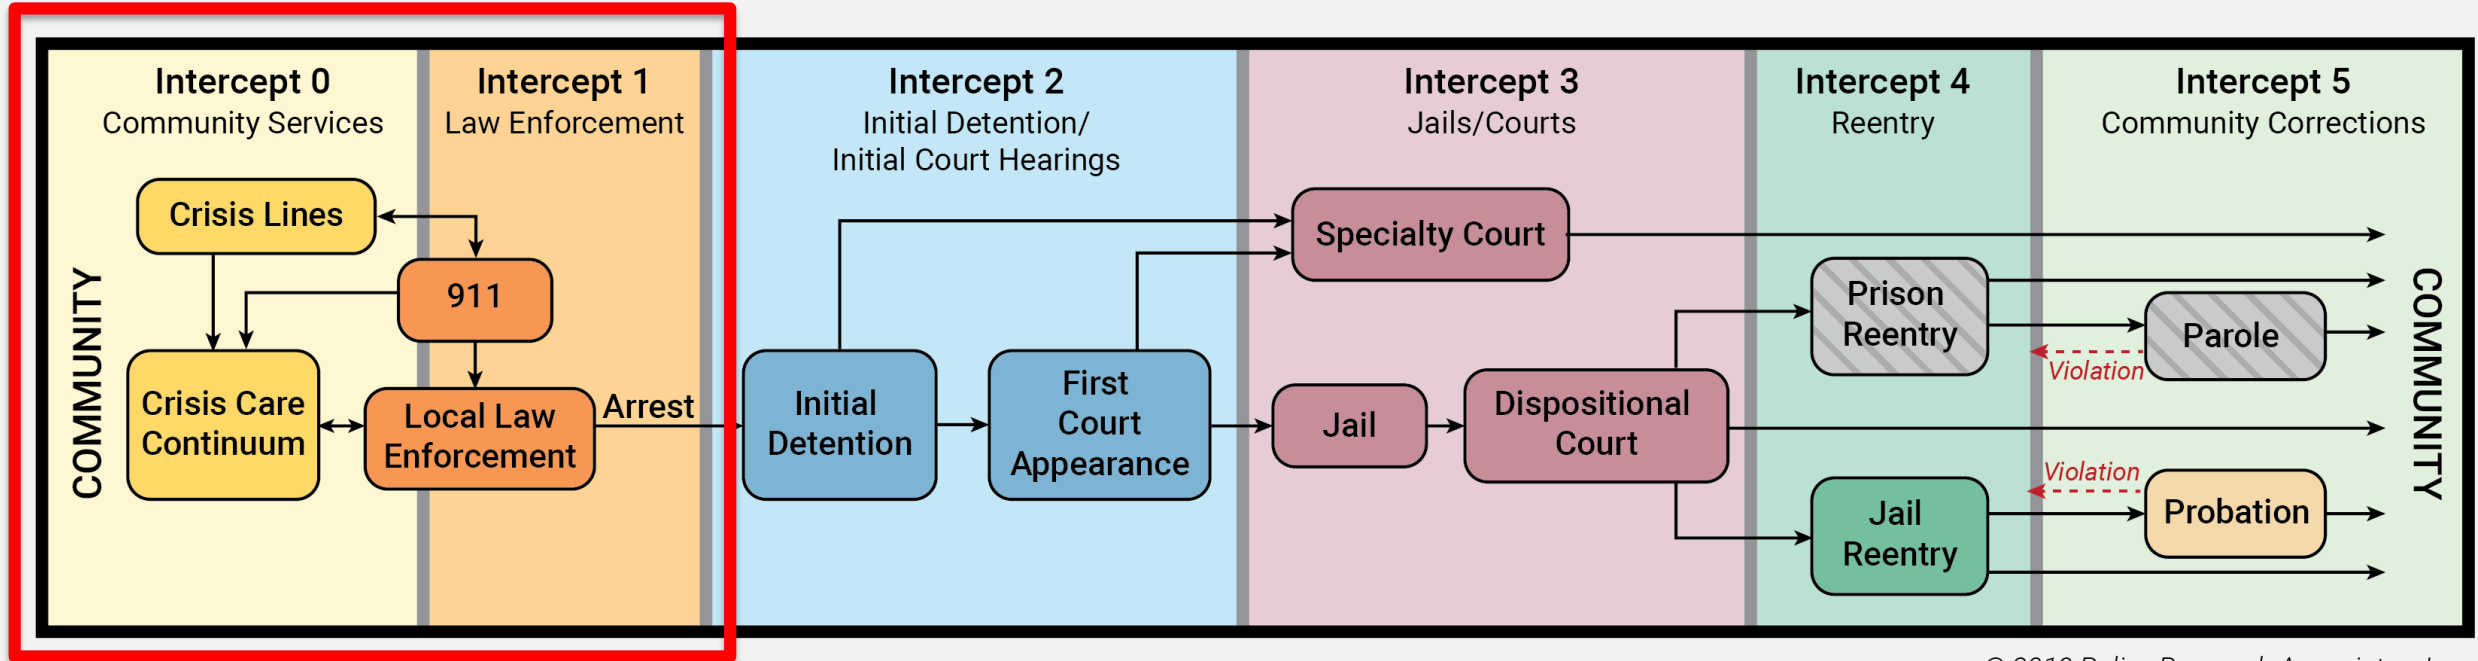 Intercept 0
Community Services
Intercept 1
Law Enforcement
Intercept 2
Initial Detention/
Initial Court Hearings
Intercept 3
Jails/Courts
Intercept 4
Reentry
Intercept 5
Community Corrections
COMMUNITY
Crisis Lines
911
Crisis Care
Continuum
Local Law
Enforcement
Arrest
Initial
Detention
First
Court
Appearance
Specialty Court
Jail
Dispositional
Court
Prison
Reentry
Parole
Violation
Violation
Jail
Reentry
Probation
COMMUNITY